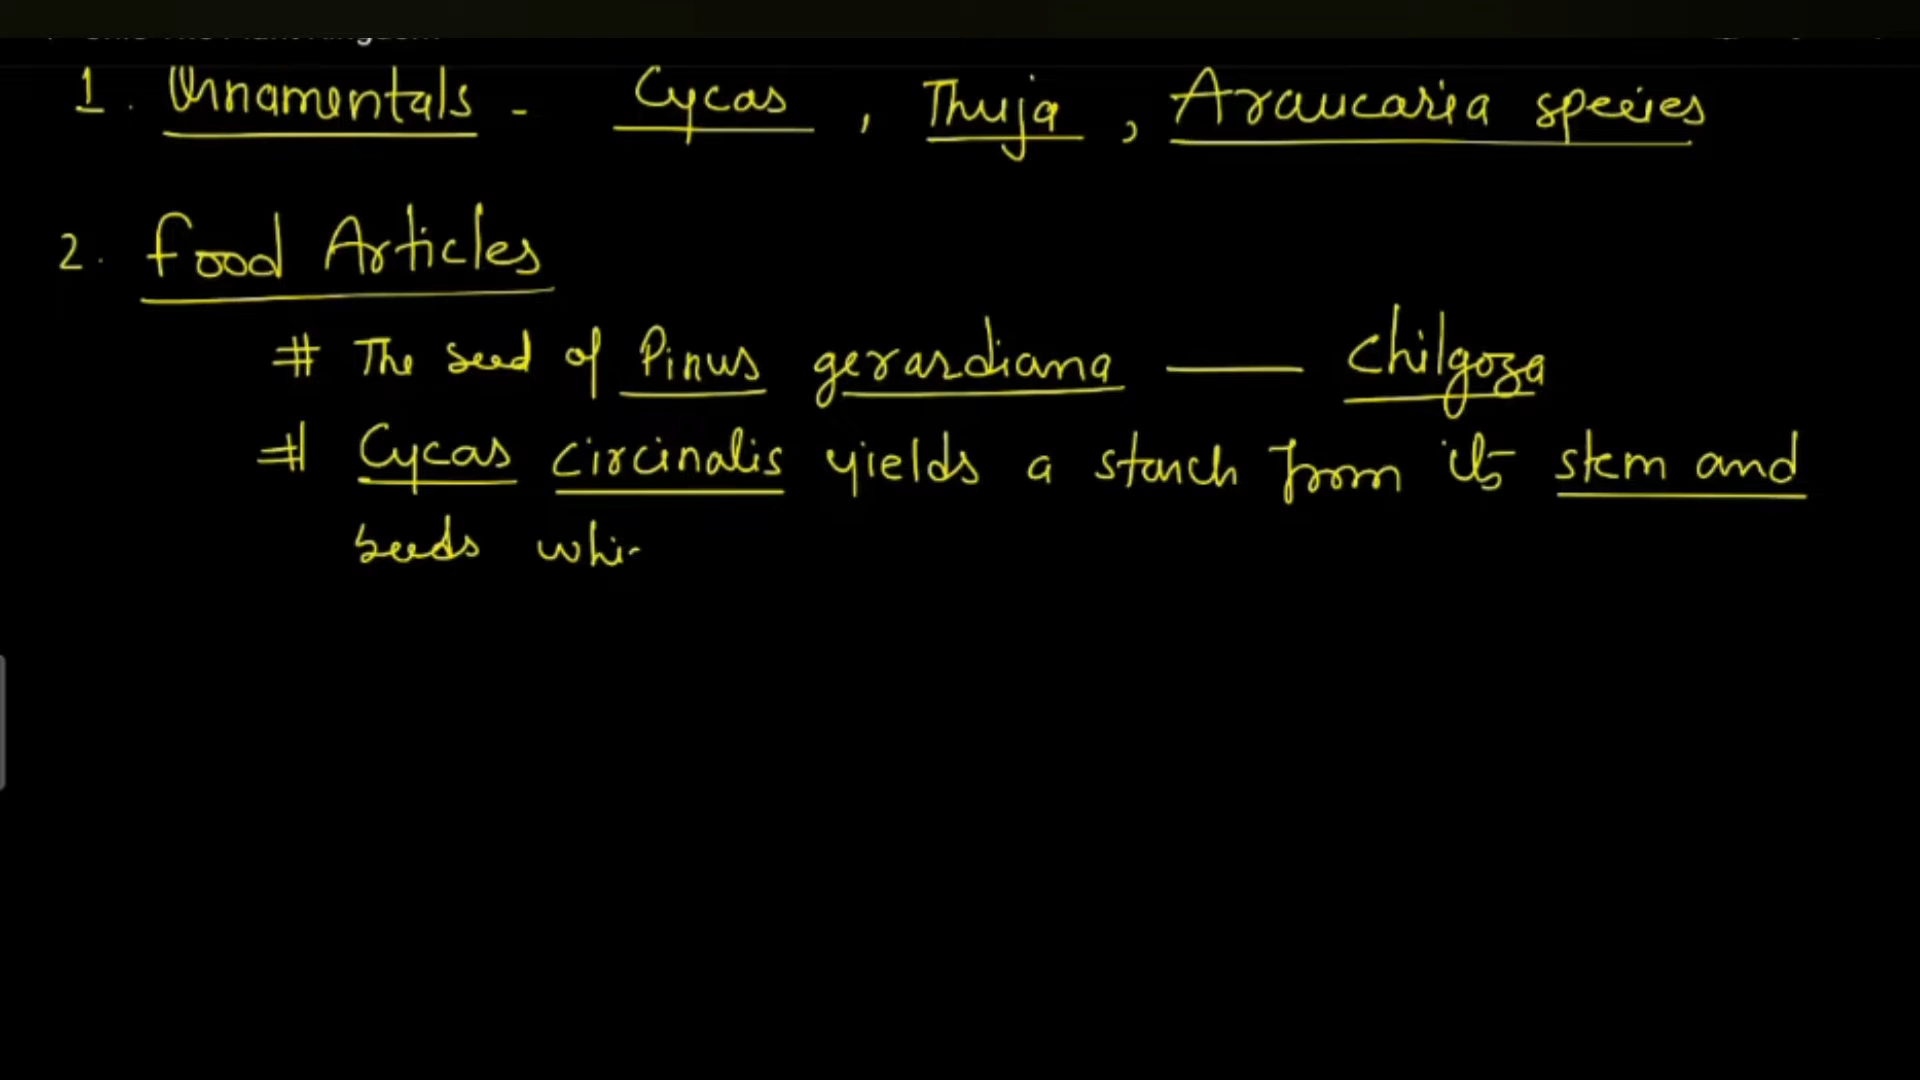 1. Ornamentals - Cycas, Thuja, Araucaria species
2. Food Articles
# The seed of Pinus gerardiana — Chilgoza
# Cycas circinalis yields a starch from its stem and
seeds whi